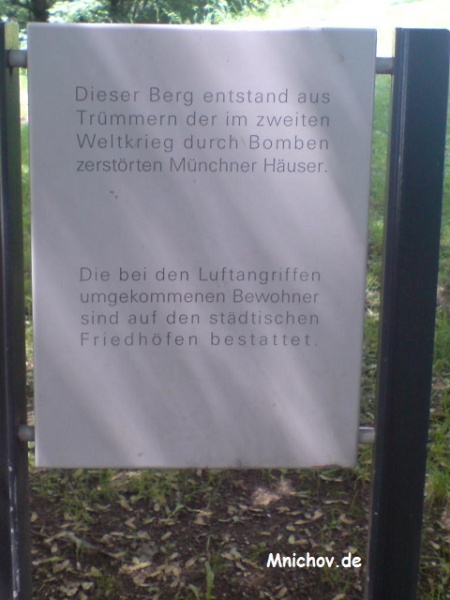 Dieser Berg entstand aus
Trümmern der im zweiten
Weltkrieg durch Bomben
zerstörten Münchner Häuser.
Die bei den Luftangriffen
umgekommenen Bewohner
sind auf den städtischen
Friedhöfen bestattet.
Mnichov.de